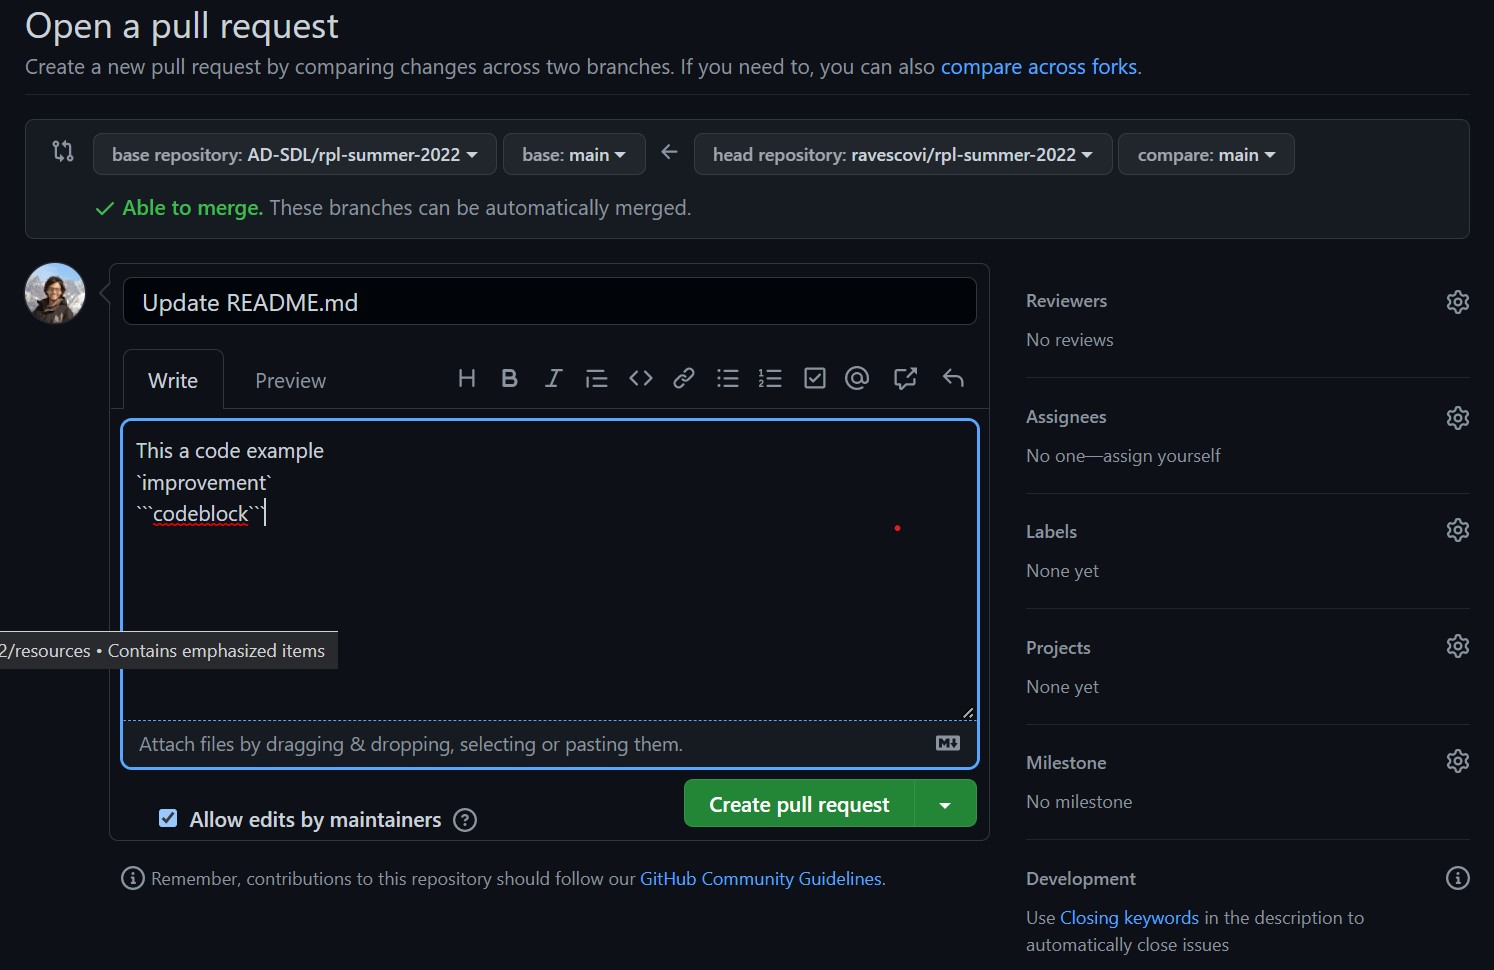 Open a pull request
Create a new pull request by comparing changes across two branches. If you need to, you can also compare across forks.
base repository: AD-SDL/rpl-summer-2022 base: main ← head repository: ravescovi/rpl-summer-2022 compare: main
✓ Able to merge. These branches can be automatically merged.
Update README.md
Write Preview
This a code example
`improvement`
```codeblock```
2/resources • Contains emphasized items
Attach files by dragging & dropping, selecting or pasting them.
Allow edits by maintainers
Create pull request
Remember, contributions to this repository should follow our GitHub Community Guidelines.
Reviewers
No reviews
Assignees
No one—assign yourself
Labels
None yet
Projects
None yet
Milestone
No milestone
Development
Use Closing keywords in the description to
automatically close issues